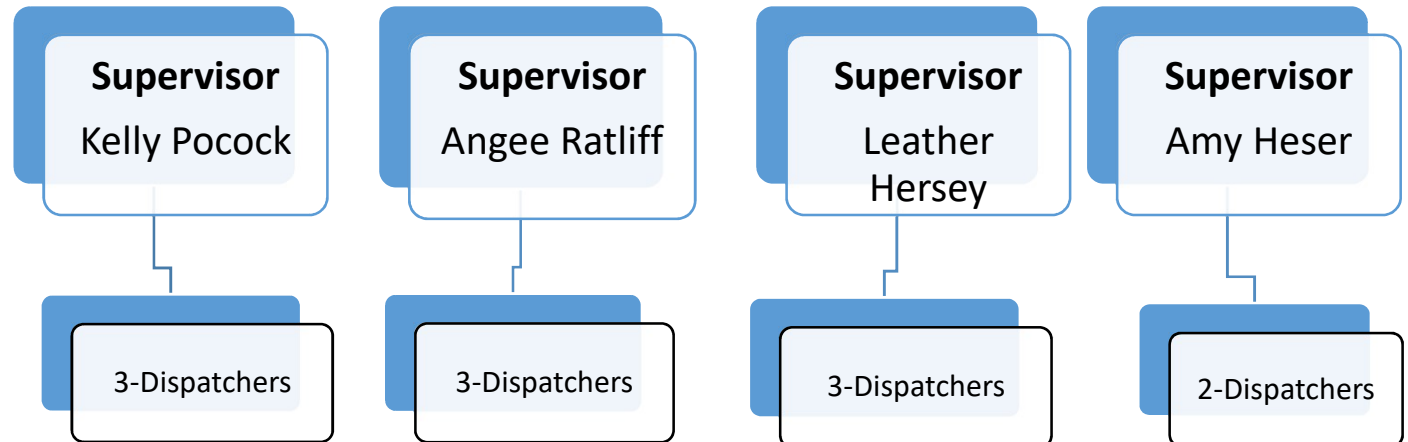 Supervisor
Kelly Pocock
3-Dispatchers
Supervisor
Angee Ratliff
3-Dispatchers
Supervisor
Leather
Hersey
3-Dispatchers
Supervisor
Amy Heser
2-Dispatchers